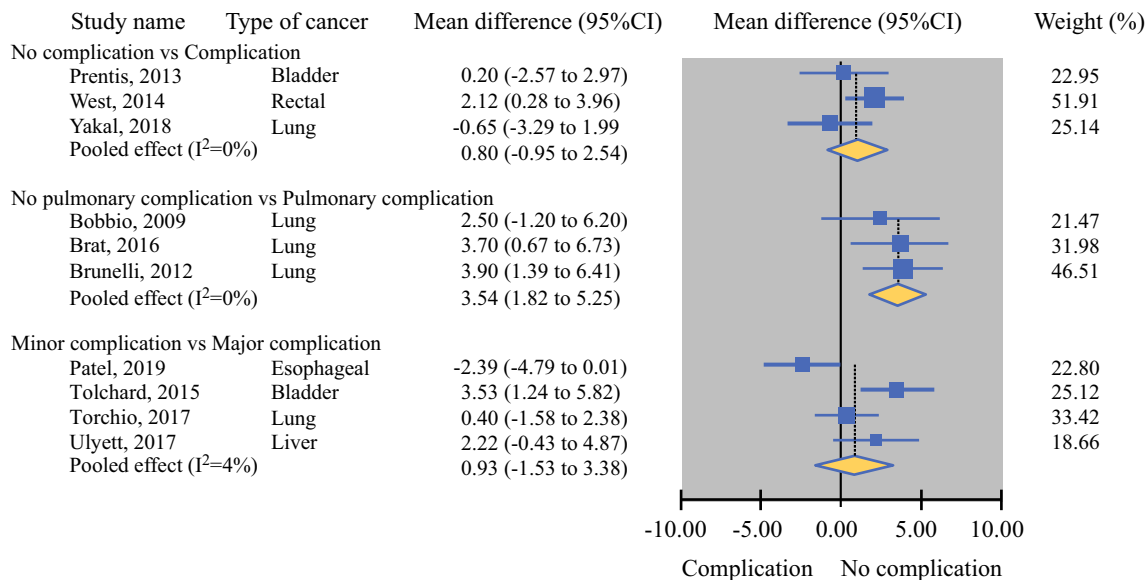 Study name Type of cancer Mean difference (95%CI) Mean difference (95%CI) Weight (%)
No complication vs Complication
Prentis, 2013 Bladder 0.20 (-2.57 to 2.97) 22.95
West, 2014 Rectal 2.12 (0.28 to 3.96) 51.91
Yakal, 2018 Lung -0.65 (-3.29 to 1.99 25.14
Pooled effect (I²=0%) 0.80 (-0.95 to 2.54)
No pulmonary complication vs Pulmonary complication
Bobbio, 2009 Lung 2.50 (-1.20 to 6.20) 21.47
Brat, 2016 Lung 3.70 (0.67 to 6.73) 31.98
Brunelli, 2012 Lung 3.90 (1.39 to 6.41) 46.51
Pooled effect (I²=0%) 3.54 (1.82 to 5.25)
Minor complication vs Major complication
Patel, 2019 Esophageal -2.39 (-4.79 to 0.01) 22.80
Tolchard, 2015 Bladder 3.53 (1.24 to 5.82) 25.12
Torchio, 2017 Lung 0.40 (-1.58 to 2.38) 33.42
Ulyett, 2017 Liver 2.22 (-0.43 to 4.87) 18.66
Pooled effect (I²=4%) 0.93 (-1.53 to 3.38)
-10.00 -5.00 0.00 5.00 10.00
Complication No complication